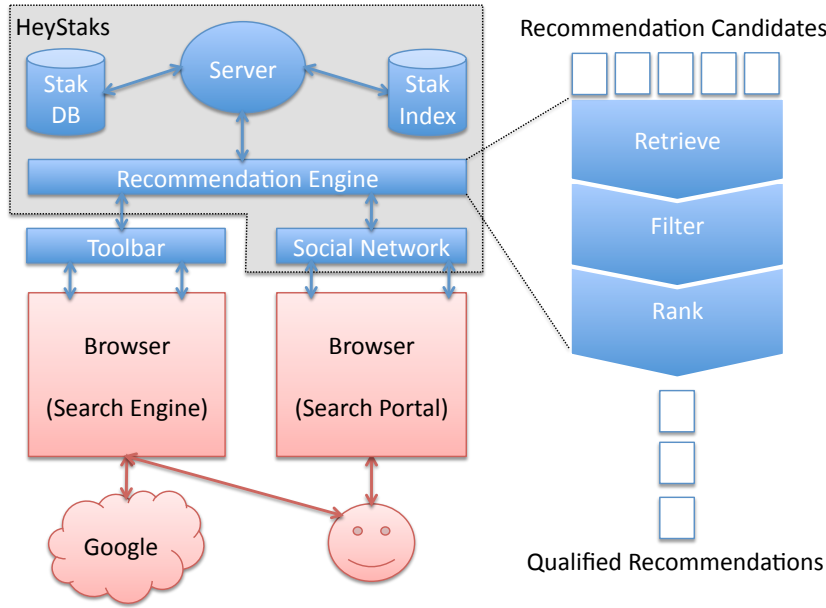 HeyStaks
Stak
DB
Server
Stak
Index
Recommendation Engine
Toolbar
Social Network
Browser
(Search Engine)
Browser
(Search Portal)
Google
Recommendation Candidates
Retrieve
Filter
Rank
Qualified Recommendations